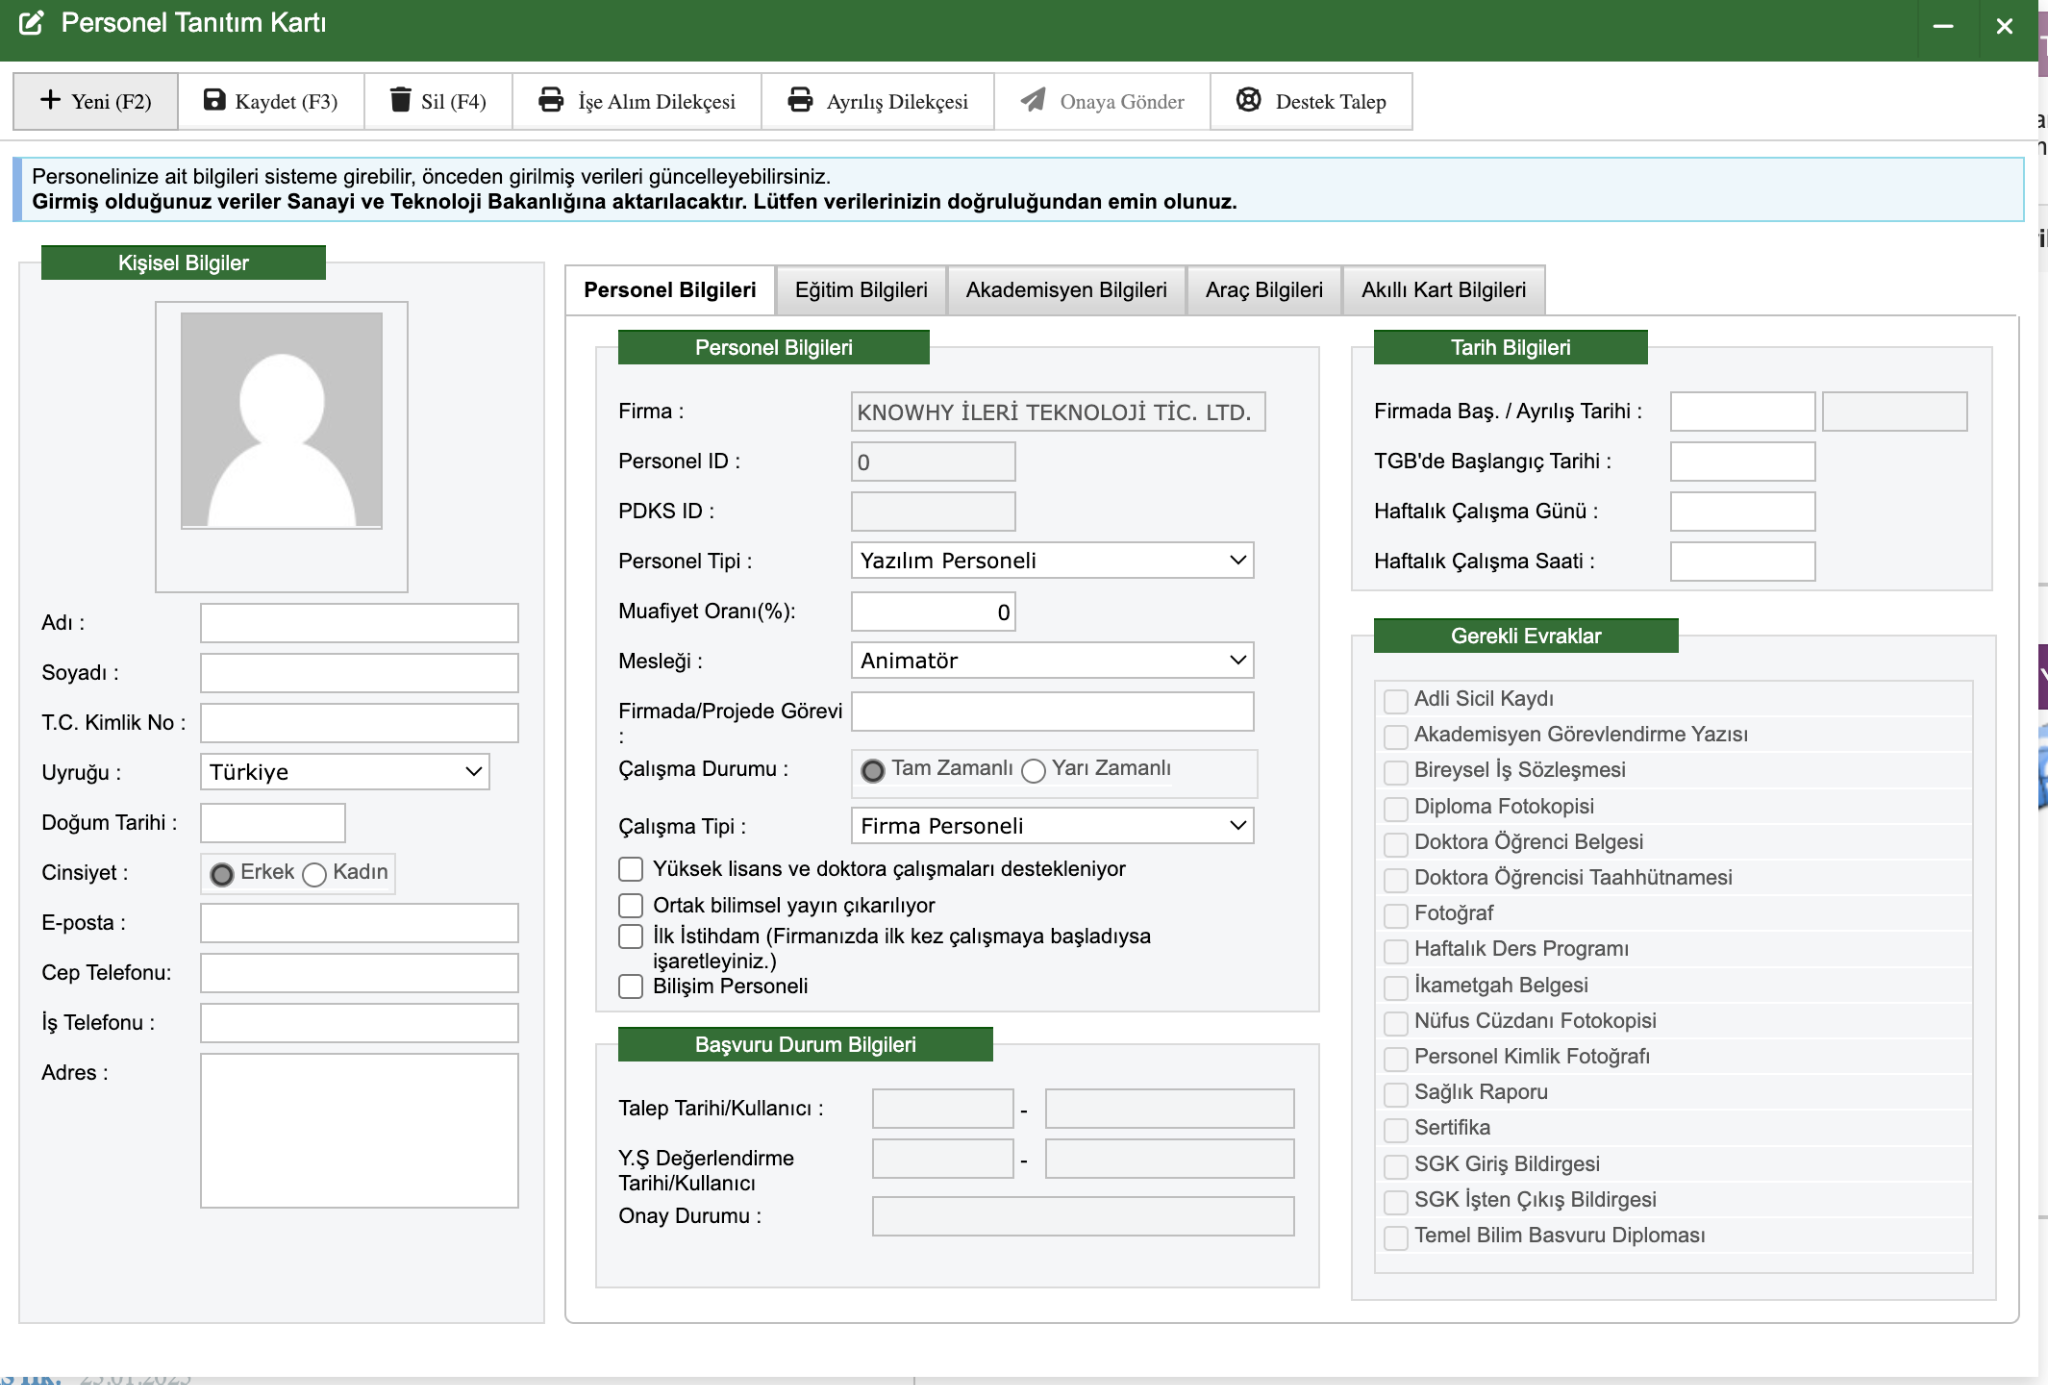 Personel Tanıtım Kartı
Yeni (F2)
Kaydet (F3)
Sil (F4)
İşe Alım Dilekçesi
Ayrılış Dilekçesi
Onaya Gönder
Destek Talep
Personelinize ait bilgileri sisteme girebilir, önceden girilmiş verileri güncelleyebilirsiniz.
Girmiş olduğunuz veriler Sanayi ve Teknoloji Bakanlığına aktarılacaktır. Lütfen verilerinizin doğruluğundan emin olunuz.
Kişisel Bilgiler
Adı :
Soyadı :
T.C. Kimlik No :
Uyruğu : Türkiye
Doğum Tarihi :
Cinsiyet : Erkek Kadın
E-posta :
Cep Telefonu:
İş Telefonu :
Adres :
Personel Bilgileri
Eğitim Bilgileri
Akademisyen Bilgileri
Araç Bilgileri
Akıllı Kart Bilgileri
Personel Bilgileri
Firma : KNOWHY İLERİ TEKNOLOJİ TİC. LTD.
Personel ID : 0
PDKS ID :
Personel Tipi : Yazılım Personeli
Muafiyet Oranı(%): 0
Mesleği : Animatör
Firmada/Projede Görevi
:
Çalışma Durumu : Tam Zamanlı Yarı Zamanlı
Çalışma Tipi : Firma Personeli
Yüksek lisans ve doktora çalışmaları destekleniyor
Ortak bilimsel yayın çıkarılıyor
İlk İstihdam (Firmanızda ilk kez çalışmaya başladıysa
işaretleyiniz.)
Bilişim Personeli
Başvuru Durum Bilgileri
Talep Tarihi/Kullanıcı : -
Y.Ş Değerlendirme -
Tarihi/Kullanıcı
Onay Durumu :
Tarih Bilgileri
Firmada Baş. / Ayrılış Tarihi :
TGB'de Başlangıç Tarihi :
Haftalık Çalışma Günü :
Haftalık Çalışma Saati :
Gerekli Evraklar
Adli Sicil Kaydı
Akademisyen Görevlendirme Yazısı
Bireysel İş Sözleşmesi
Diploma Fotokopisi
Doktora Öğrenci Belgesi
Doktora Öğrencisi Taahhütnamesi
Fotoğraf
Haftalık Ders Programı
İkametgah Belgesi
Nüfus Cüzdanı Fotokopisi
Personel Kimlik Fotoğrafı
Sağlık Raporu
Sertifika
SGK Giriş Bildirgesi
SGK İşten Çıkış Bildirgesi
Temel Bilim Basvuru Diploması